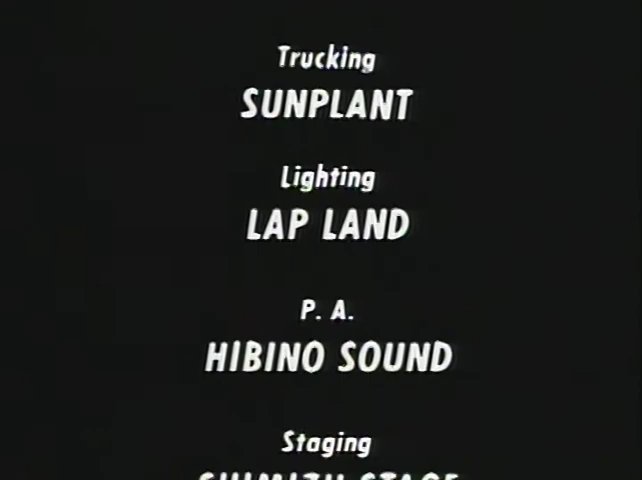 Trucking
SUNPLANT
Lighting
LAP LAND
P. A.
HIBINO SOUND
Staging